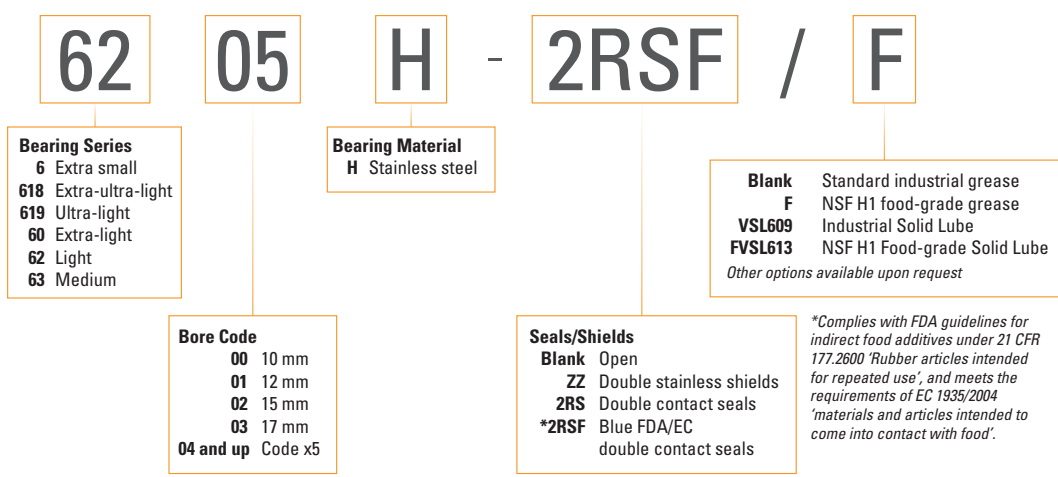 62 05 H - 2RSF / F
Bearing Series
6 Extra small
618 Extra-ultra-light
619 Ultra-light
60 Extra-light
62 Light
63 Medium
Bearing Material
H Stainless steel
Blank Standard industrial grease
F NSF H1 food-grade grease
VSL609 Industrial Solid Lube
FVSL613 NSF H1 Food-grade Solid Lube
Other options available upon request
Bore Code
00 10 mm
01 12 mm
02 15 mm
03 17 mm
04 and up Code x5
Seals/Shields
Blank Open
ZZ Double stainless shields
2RS Double contact seals
*2RSF Blue FDA/EC
double contact seals
*Complies with FDA guidelines for
indirect food additives under 21 CFR
177.2600 ‘Rubber articles intended
for repeated use’, and meets the
requirements of EC 1935/2004
‘materials and articles intended to
come into contact with food’.